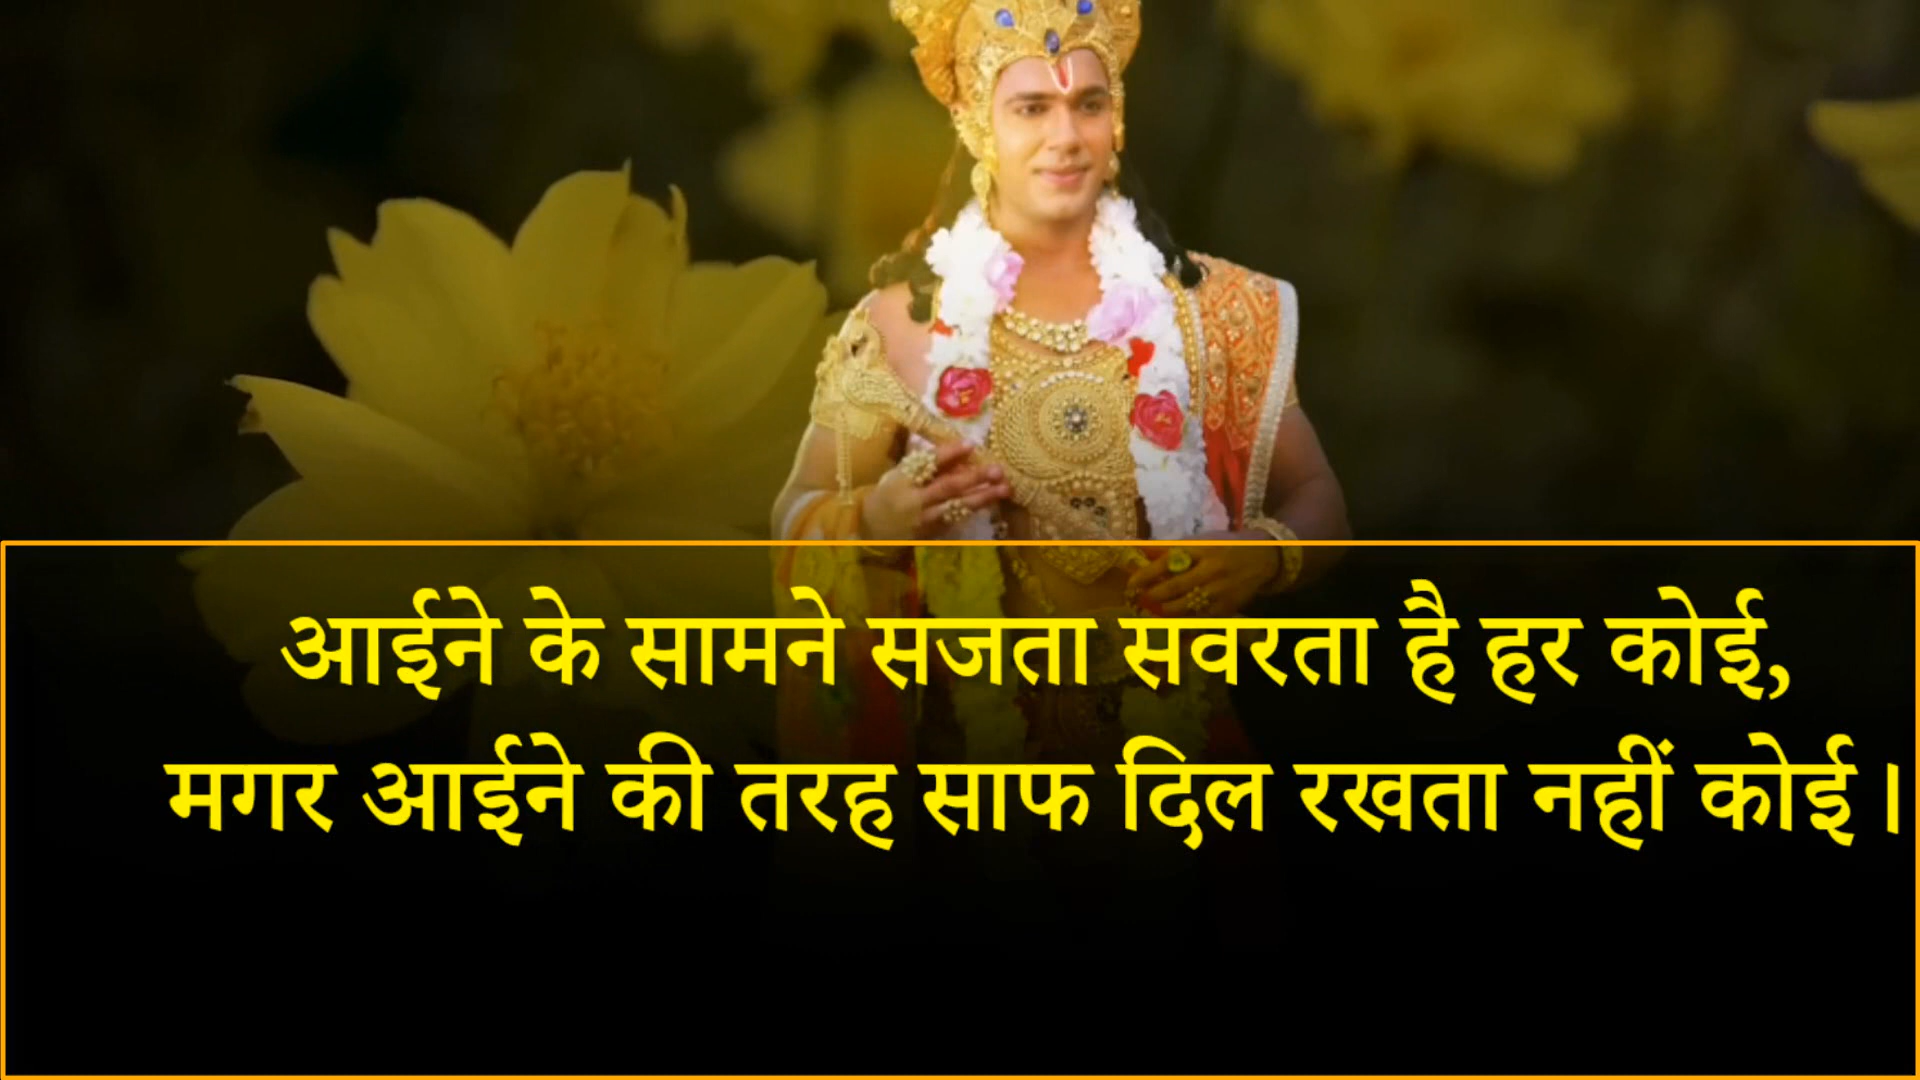 आईने के सामने सजता सवरता है हर कोई,
मगर आईने की तरह साफ दिल रखता नहीं कोई ।